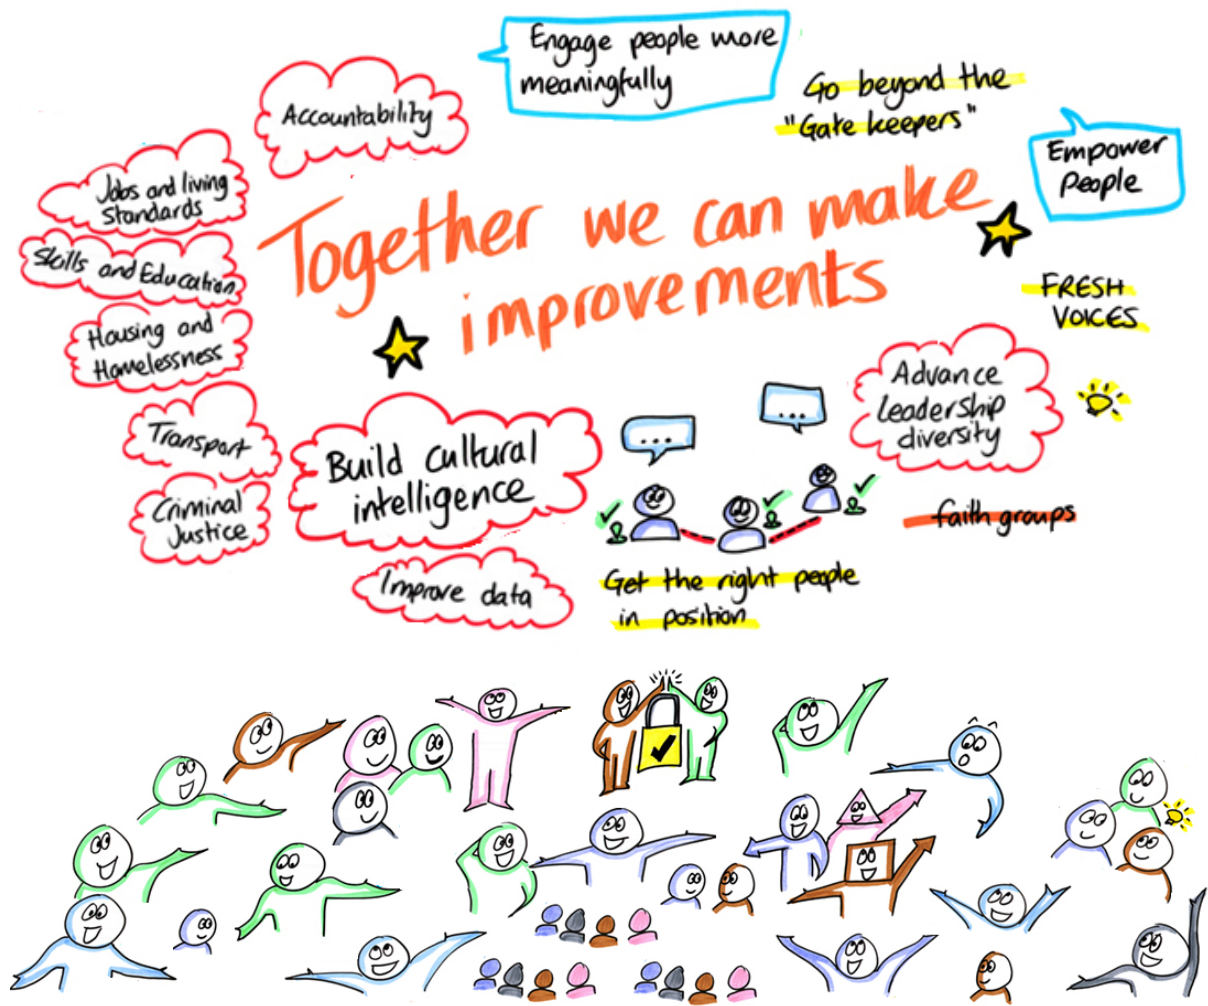 Engage people more
meaningfully
Go beyond the
"Gate keepers"
Accountability
Empower
People
Jobs and living
Standards
Together we can make
improvements
Skills and Education
FRESH
VOICES
Housing and
Homelessness
Advance
Leadership
diversity
Transport
Build cultural
intelligence
...
...
Criminal
Justice
faith groups
Improve data
Get the right people
in position